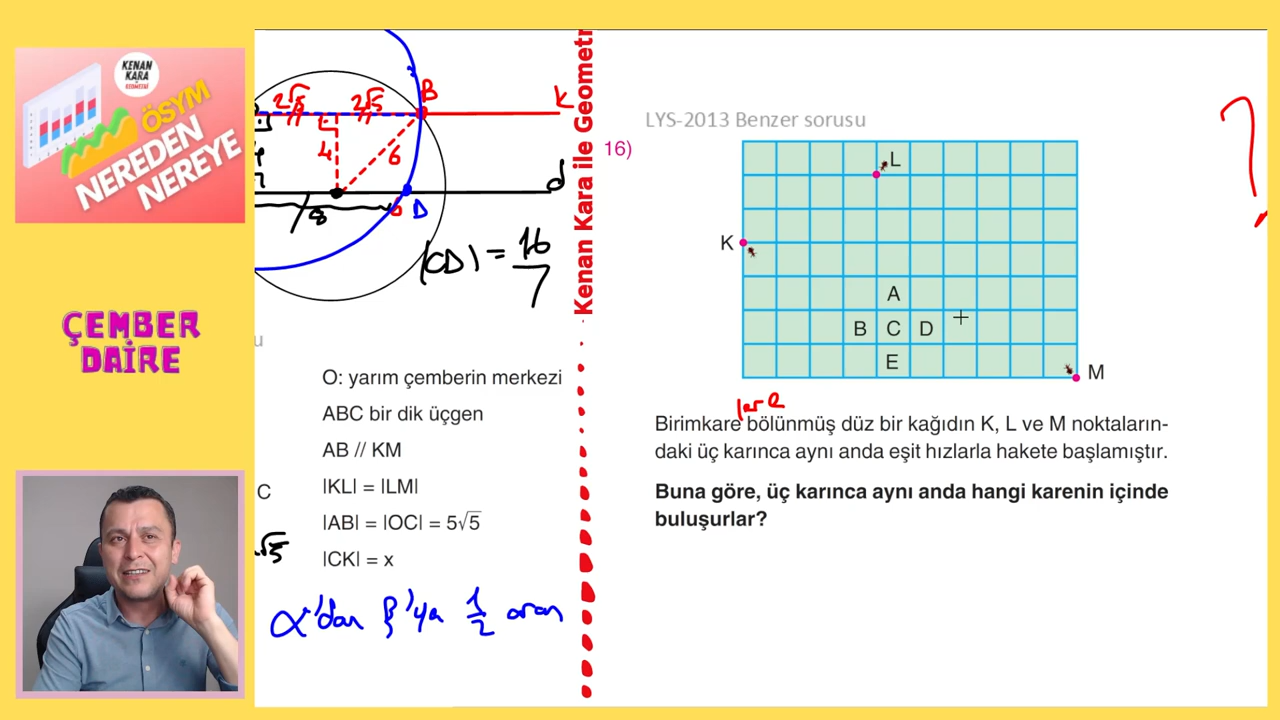 KENAN
KARA
GEOMETRİ
ÖSYM
NEREDEN
NEREYE
ÇEMBER
DAİRE
2√5
2√5
B
K
4
6
8
D
d
|CD| = 16/7
O: yarım çemberin merkezi
ABC bir dik üçgen
AB // KM
|KL| = |LM|
C
|AB| = |OC| = 5√5
√5
|CK| = x
α'dan β'ya 1/2 oran
Kenan Kara ile Geometr
LYS-2013 Benzer sorusu
16)
?
L
K
A
B C D
E
M
kare
Birimkare bölünmüş düz bir kağıdın K, L ve M noktaların-
daki üç karınca aynı anda eşit hızlarla hakete başlamıştır.
Buna göre, üç karınca aynı anda hangi karenin içinde
buluşurlar?